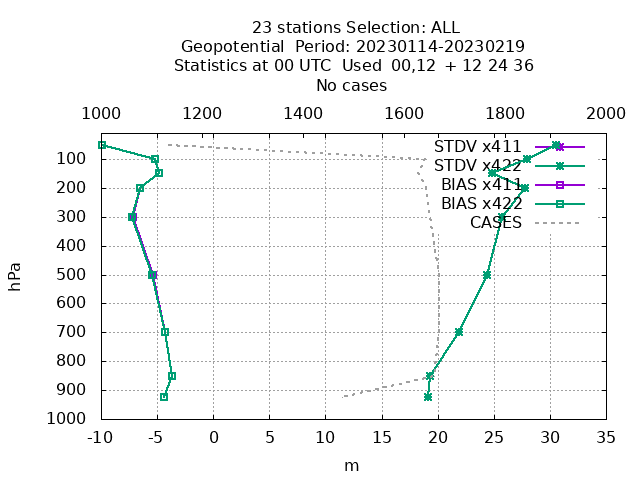 23 stations Selection: ALL
Geopotential  Period: 20230114-20230219
Statistics at 00 UTC  Used  00,12  + 12 24 36
No cases
1000 1200 1400 1600 1800 2000
STDV x411
STDV x422
BIAS x411
BIAS x422
CASES
hPa
100
200
300
400
500
600
700
800
900
1000
-10 -5 0 5 10 15 20 25 30 35
m